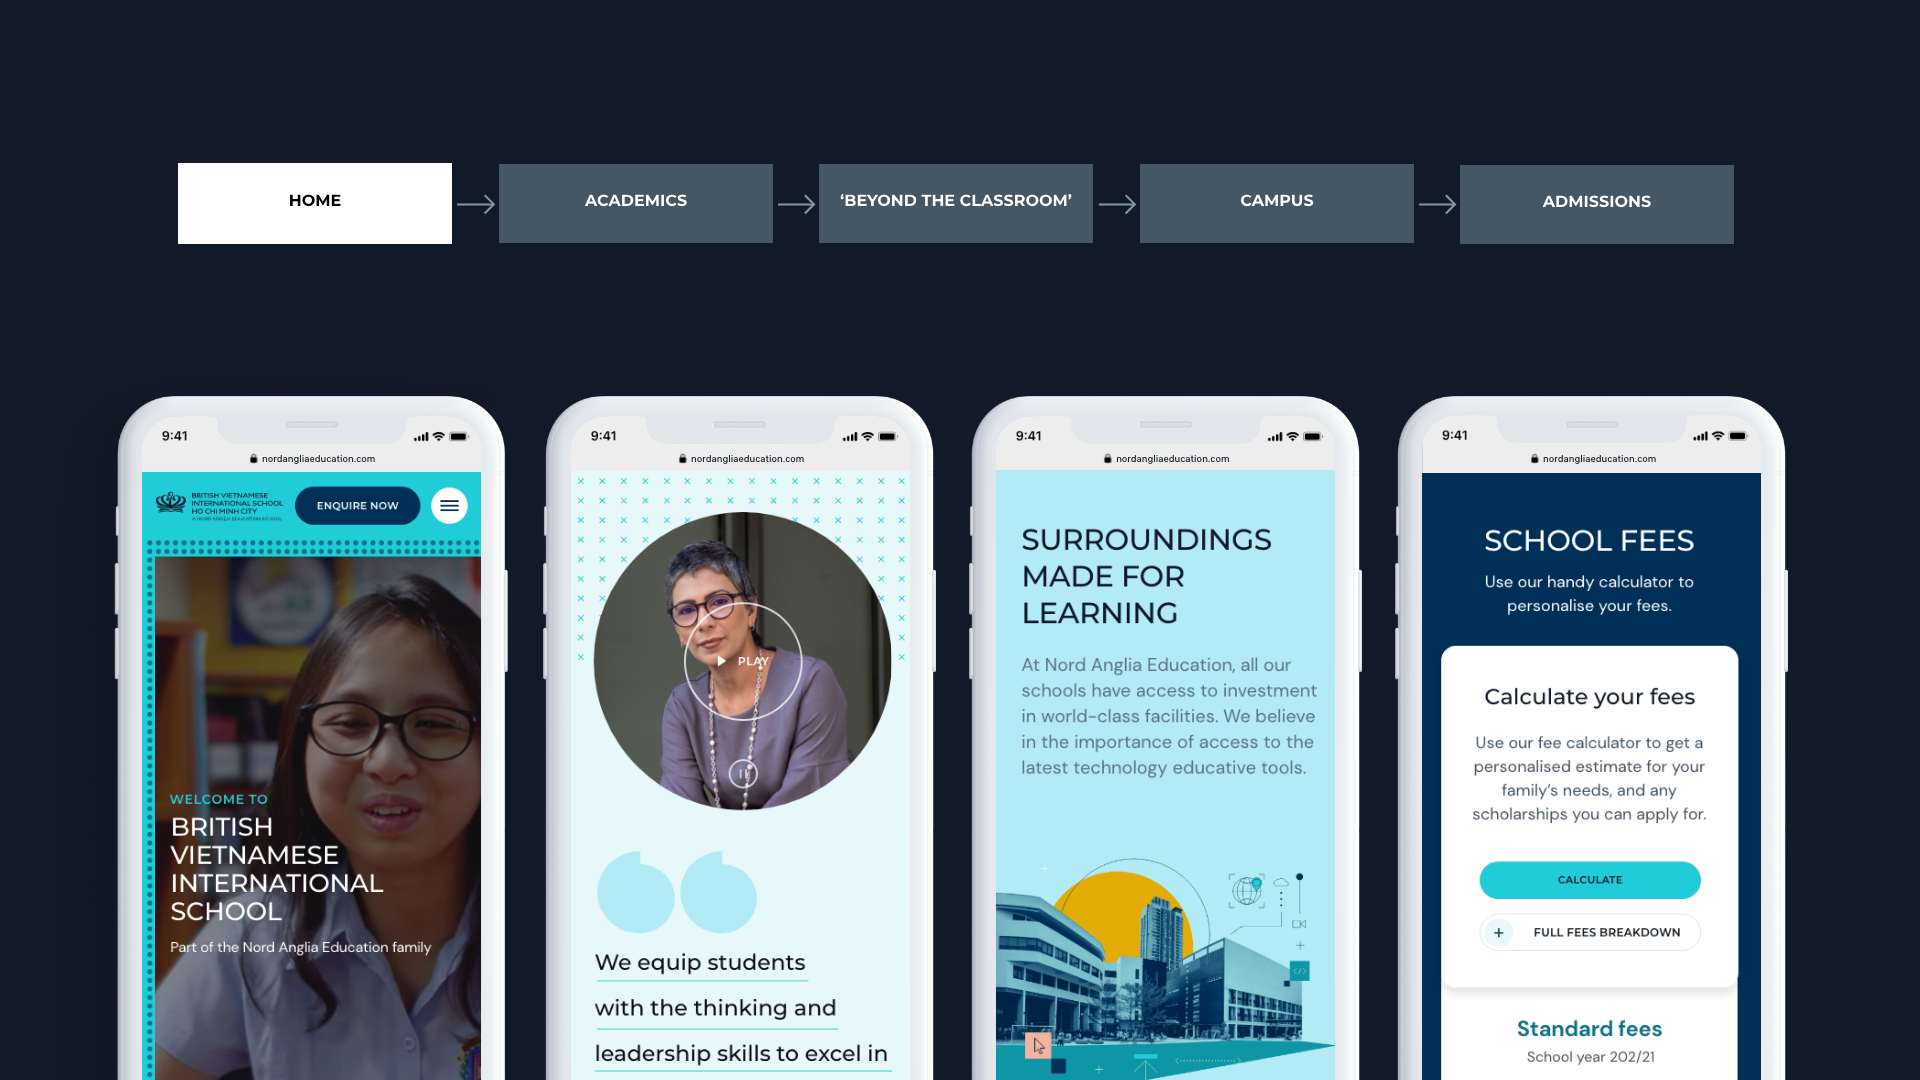 HOME
ACADEMICS
‘BEYOND THE CLASSROOM’
CAMPUS
ADMISSIONS
9:41
nordangliaeducation.com
BRITISH VIETNAMESE
INTERNATIONAL SCHOOL
HO CHI MINH CITY
A NORD ANGLIA EDUCATION SCHOOL
ENQUIRE NOW
WELCOME TO
BRITISH
VIETNAMESE
INTERNATIONAL
SCHOOL
Part of the Nord Anglia Education family
9:41
nordangliaeducation.com
PLAY
We equip students
with the thinking and
leadership skills to excel in
9:41
nordangliaeducation.com
SURROUNDINGS
MADE FOR
LEARNING
At Nord Anglia Education, all our
schools have access to investment
in world-class facilities. We believe
in the importance of access to the
latest technology educative tools.
</>
9:41
nordangliaeducation.com
SCHOOL FEES
Use our handy calculator to
personalise your fees.
Calculate your fees
Use our fee calculator to get a
personalised estimate for your
family’s needs, and any
scholarships you can apply for.
CALCULATE
+ FULL FEES BREAKDOWN
Standard fees
School year 202/21